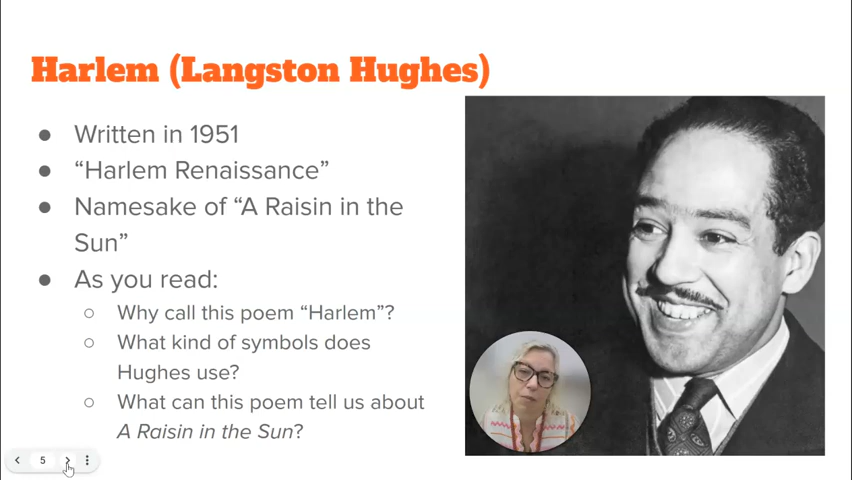 Harlem (Langston Hughes)
● Written in 1951
● “Harlem Renaissance”
● Namesake of “A Raisin in the
Sun”
● As you read:
○ Why call this poem “Harlem”?
○ What kind of symbols does
Hughes use?
○ What can this poem tell us about
A Raisin in the Sun?
5